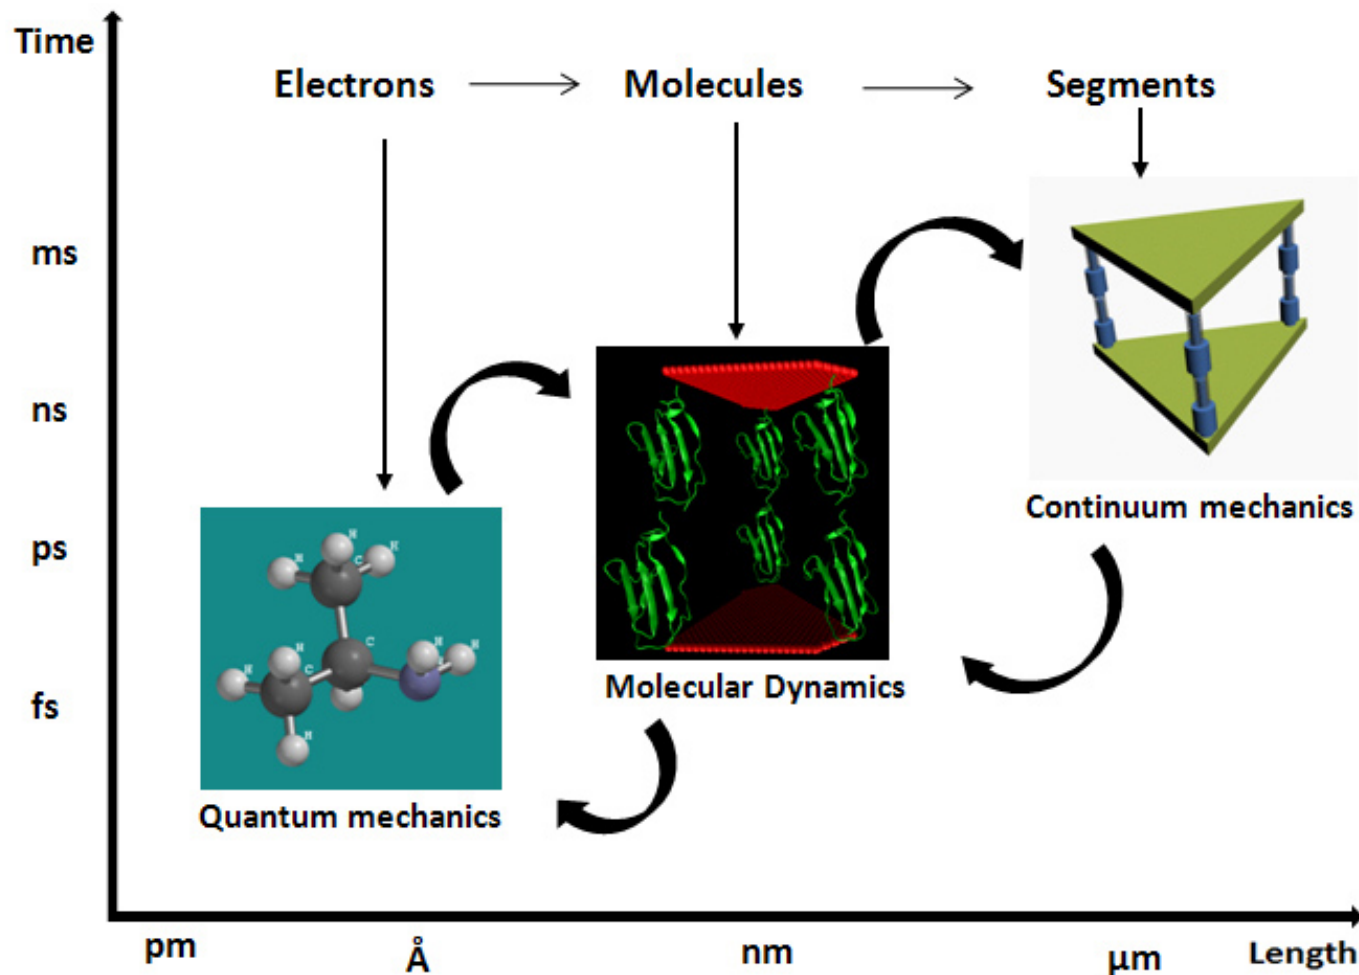 Time
Electrons
Molecules
Segments
ms
ns
ps
fs
H
H
H
C
C
H
H
H
H
C
H
H
Quantum mechanics
Molecular Dynamics
Continuum mechanics
pm
Å
nm
µm
Length